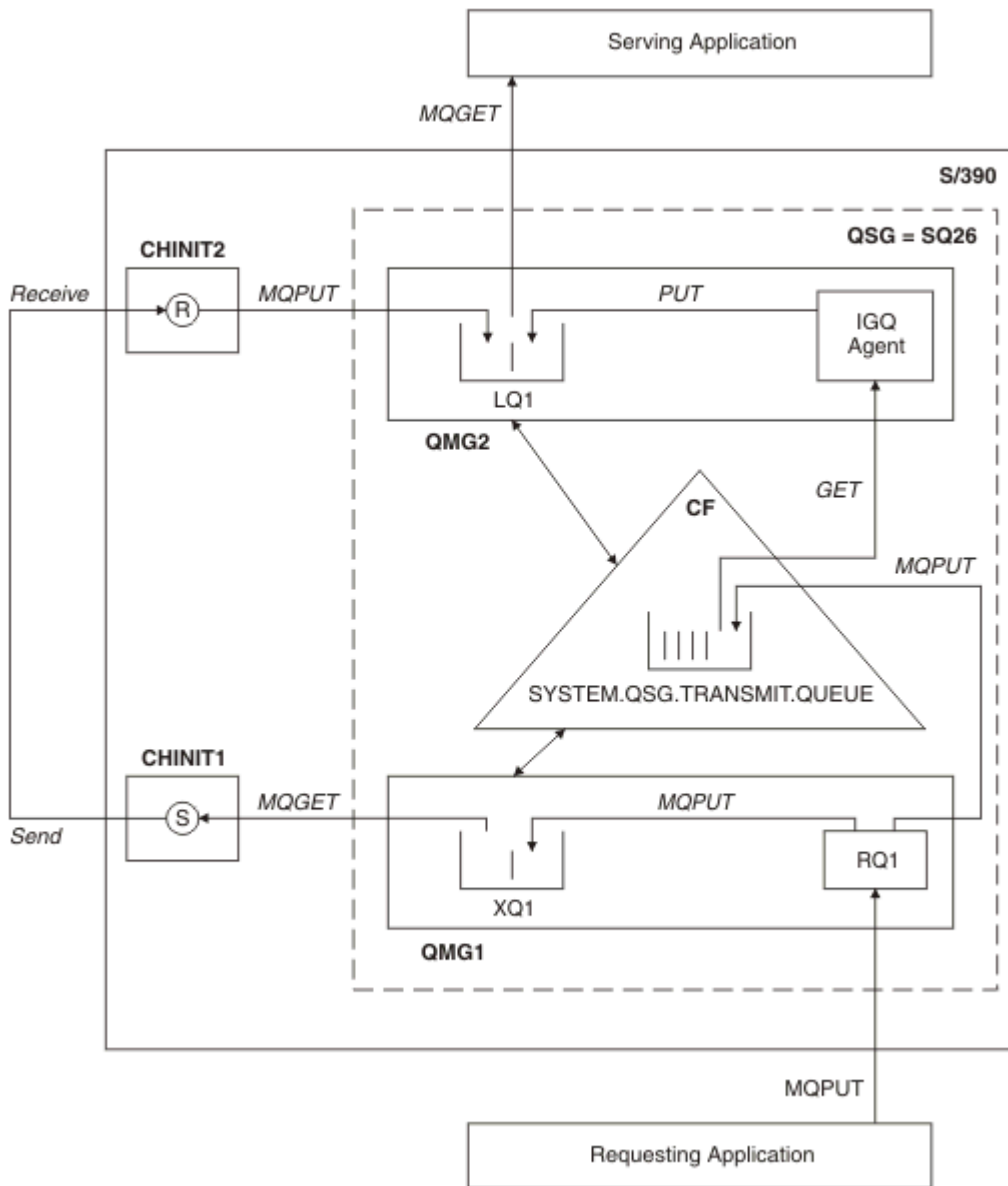 Serving Application
MQGET
S/390
QSG = SQ26
CHINIT2
Receive
R
MQPUT
PUT
IGQ
Agent
LQ1
QMG2
GET
CF
MQPUT
SYSTEM.QSG.TRANSMIT.QUEUE
CHINIT1
MQGET
MQPUT
S
Send
RQ1
XQ1
QMG1
MQPUT
Requesting Application